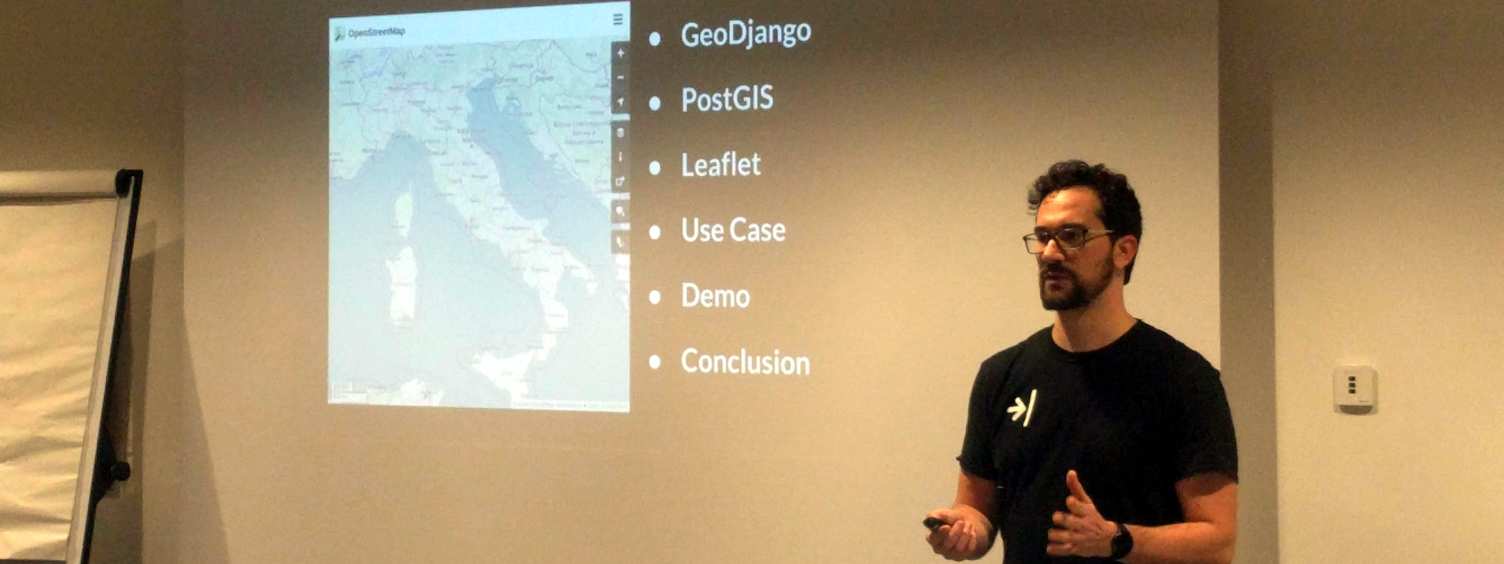 OpenStreetMap
GeoDjango
PostGIS
Leaflet
Use Case
Demo
Conclusion